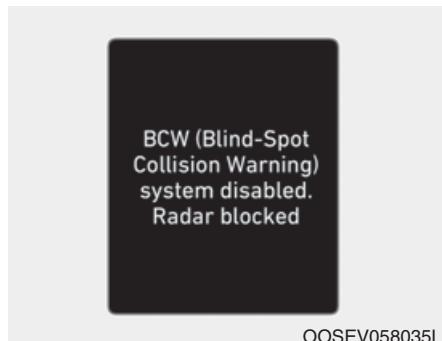 BCW (Blind-Spot
Collision Warning)
system disabled.
Radar blocked
OOSEV058035L